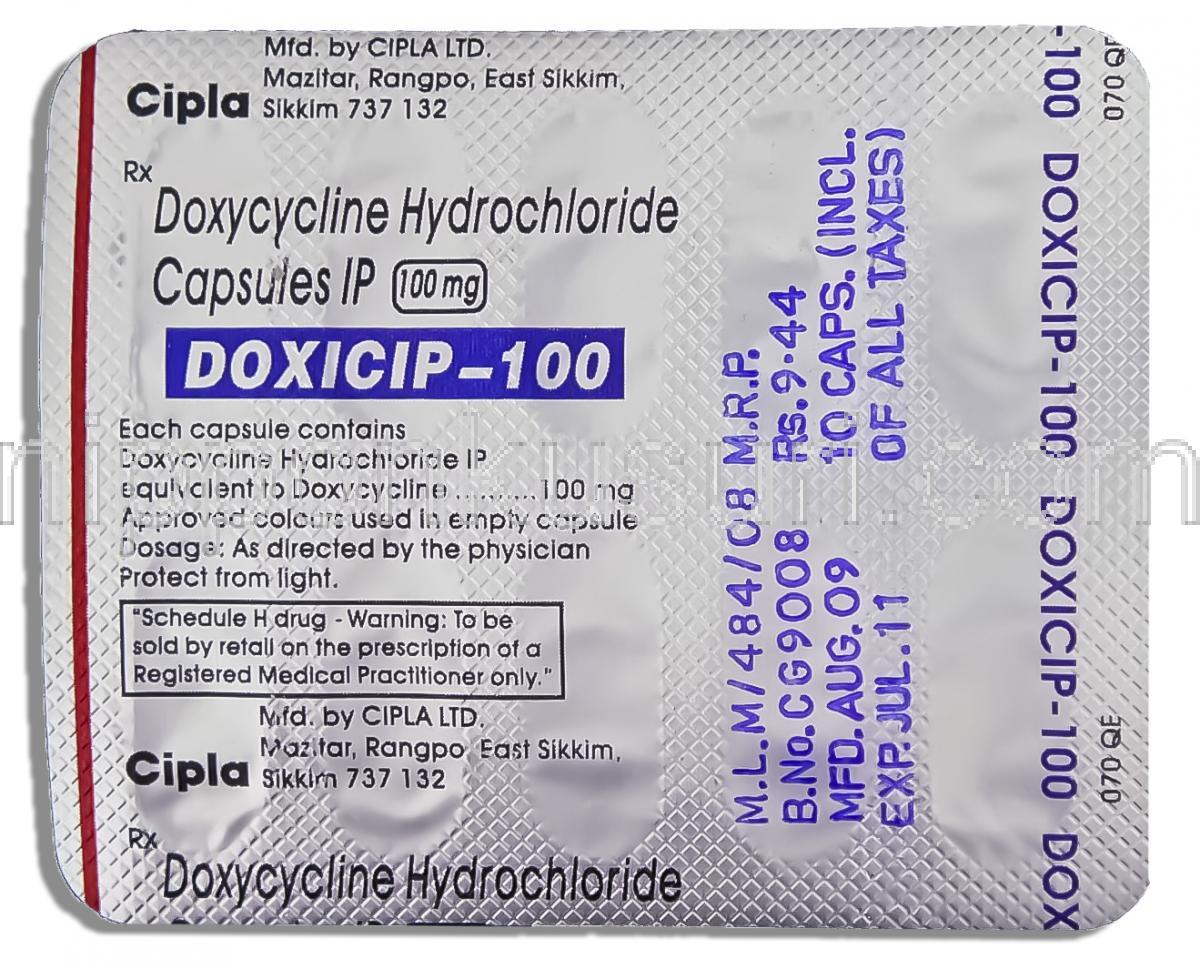 Mfd. by CIPLA LTD.
Mazitar, Rangpo, East Sikkim,
Cipla Sikkim 737 132
Rx
Doxycycline Hydrochloride
Capsules IP 100 mg
DOXICIP-100
Each capsule contains
Doxycycline Hydrochloride IP
equivalent to Doxycycline ..........100 mg
Approved colours used in empty capsule
Dosage: As directed by the physician
Protect from light.
"Schedule H drug - Warning: To be
sold by retail on the prescription of a
Registered Medical Practitioner only."
Mfd. by CIPLA LTD.
Mazitar, Rangpo East Sikkim,
Cipla Sikkim 737 132
Rx
Doxycycline Hydrochloride
M.L.M/484/08 M.R.P.
B.No.CG9008 Rs.9.44
MFD.AUG.09 10 CAPS. (INCL.
EXP.JUL.11 OF ALL TAXES)
-100 DOXICIP-100 DOXICIP-100 DOX
070 QE
070 QE